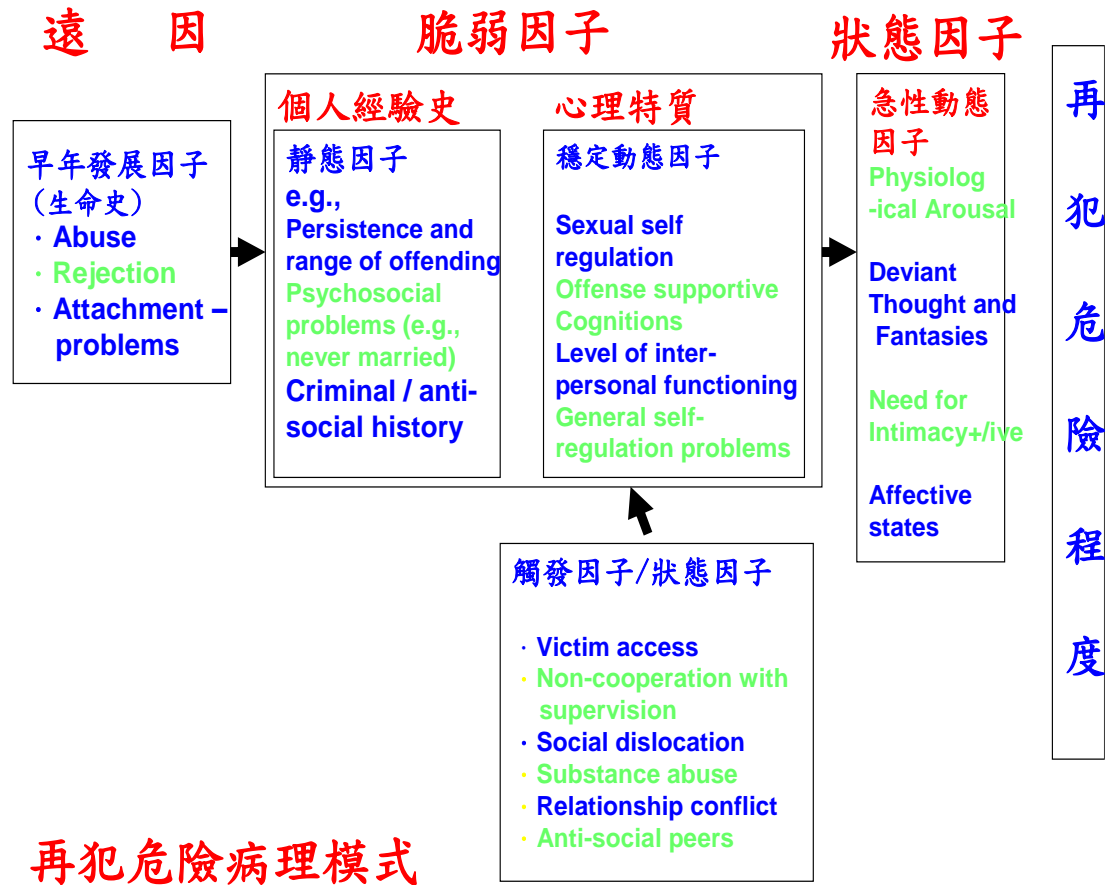 遠 因
脆弱因子
狀態因子
早年發展因子
(生命史)
· Abuse
· Rejection
· Attachment –
problems
個人經驗史
靜態因子
e.g.,
Persistence and
range of offending
Psychosocial
problems (e.g.,
never married)
Criminal / anti-
social history
心理特質
穩定動態因子
Sexual self
regulation
Offense supportive
Cognitions
Level of inter-
personal functioning
General self-
regulation problems
急性動態
因子
Physiolog
-ical Arousal
Deviant
Thought and
Fantasies
Need for
Intimacy+/ive
Affective
states
再
犯
危
險
程
度
觸發因子/狀態因子
· Victim access
· Non-cooperation with
supervision
· Social dislocation
· Substance abuse
· Relationship conflict
· Anti-social peers
再犯危險病理模式